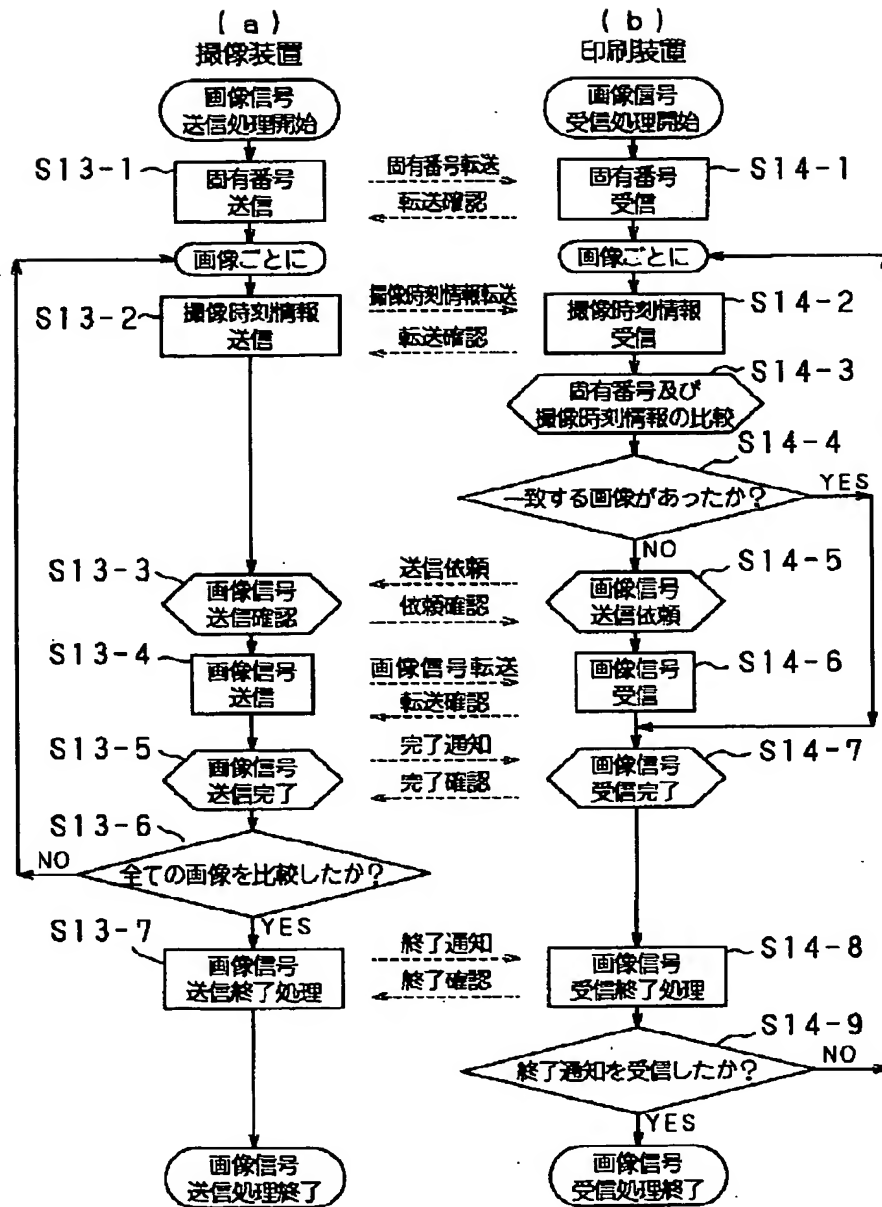 (a)
撮像装置
(b)
印刷装置
画像信号
送信処理開始
画像信号
受信処理開始
S13-1
固有番号
送信
固有番号転送
転送確認
固有番号
受信
S14-1
画像ごとに
画像ごとに
S13-2
撮像時刻情報
送信
撮像時刻情報転送
転送確認
撮像時刻情報
受信
S14-2
S14-3
固有番号及び
撮像時刻情報の比較
S14-4
一致する画像があったか?
YES
NO
S13-3
画像信号
送信確認
送信依頼
依頼確認
画像信号
送信依頼
S14-5
S13-4
画像信号
送信
画像信号転送
転送確認
画像信号
受信
S14-6
S13-5
画像信号
送信完了
完了通知
完了確認
画像信号
受信完了
S14-7
S13-6
全ての画像を比較したか?
NO
YES
S13-7
画像信号
送信終了処理
終了通知
終了確認
画像信号
受信終了処理
S14-8
S14-9
終了通知を受信したか?
NO
YES
画像信号
送信処理終了
画像信号
受信処理終了